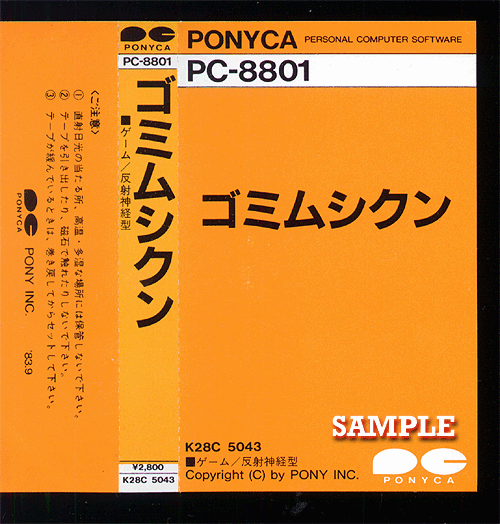 〈ご注意〉
① 直射日光の当たる所、高温・多湿な場所には保管しないで下さい。
② テープを引き出したり、磁石で触れたりしないで下さい。
③ テープが緩んでいるときは、巻き戻してからセットして下さい。
PONYCA
PONY INC.
'83.9
PONYCA
PC-8801
ゴミムシクン
■ゲーム/反射神経型
¥2,800
K28C 5043
PONYCA PERSONAL COMPUTER SOFTWARE
PC-8801
ゴミムシクン
SAMPLE
K28C 5043
■ゲーム/反射神経型
Copyright (C) by PONY INC.
PONYCA